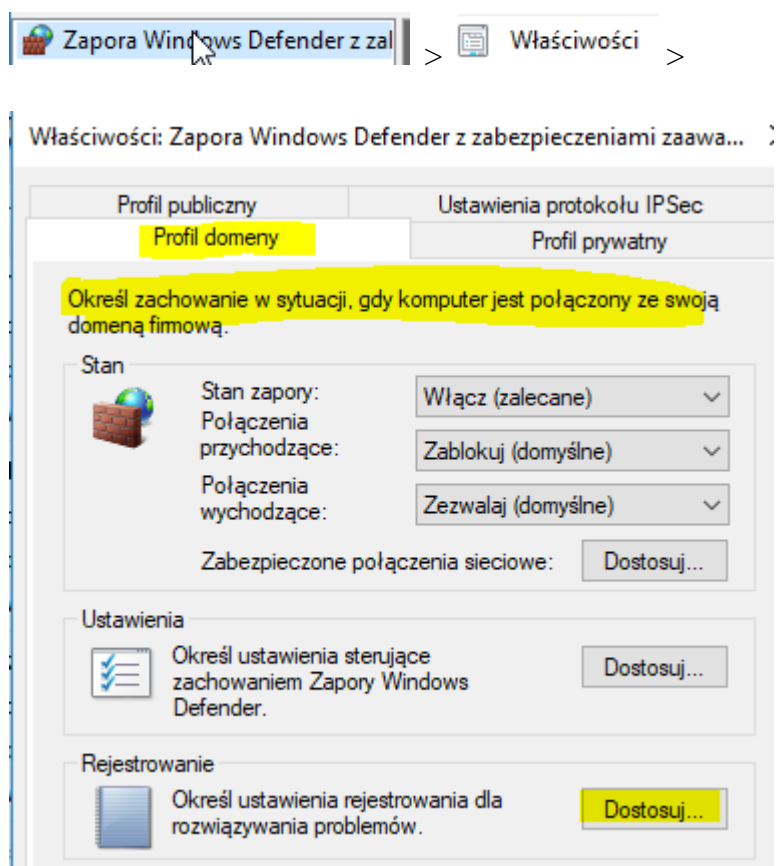 Zapora Windows Defender z zal > Właściwości >
Właściwości: Zapora Windows Defender z zabezpieczeniami zaawa...
Profil publiczny Ustawienia protokołu IPSec
Profil domeny Profil prywatny
Określ zachowanie w sytuacji, gdy komputer jest połączony ze swoją
domeną firmową.
Stan
Stan zapory: Włącz (zalecane)
Połączenia
przychodzące: Zablokuj (domyślne)
Połączenia
wychodzące: Zezwalaj (domyślne)
Zabezpieczone połączenia sieciowe: Dostosuj...
Ustawienia
Określ ustawienia sterujące
zachowaniem Zapory Windows
Defender.
Dostosuj...
Rejestrowanie
Określ ustawienia rejestrowania dla
rozwiązywania problemów.
Dostosuj...